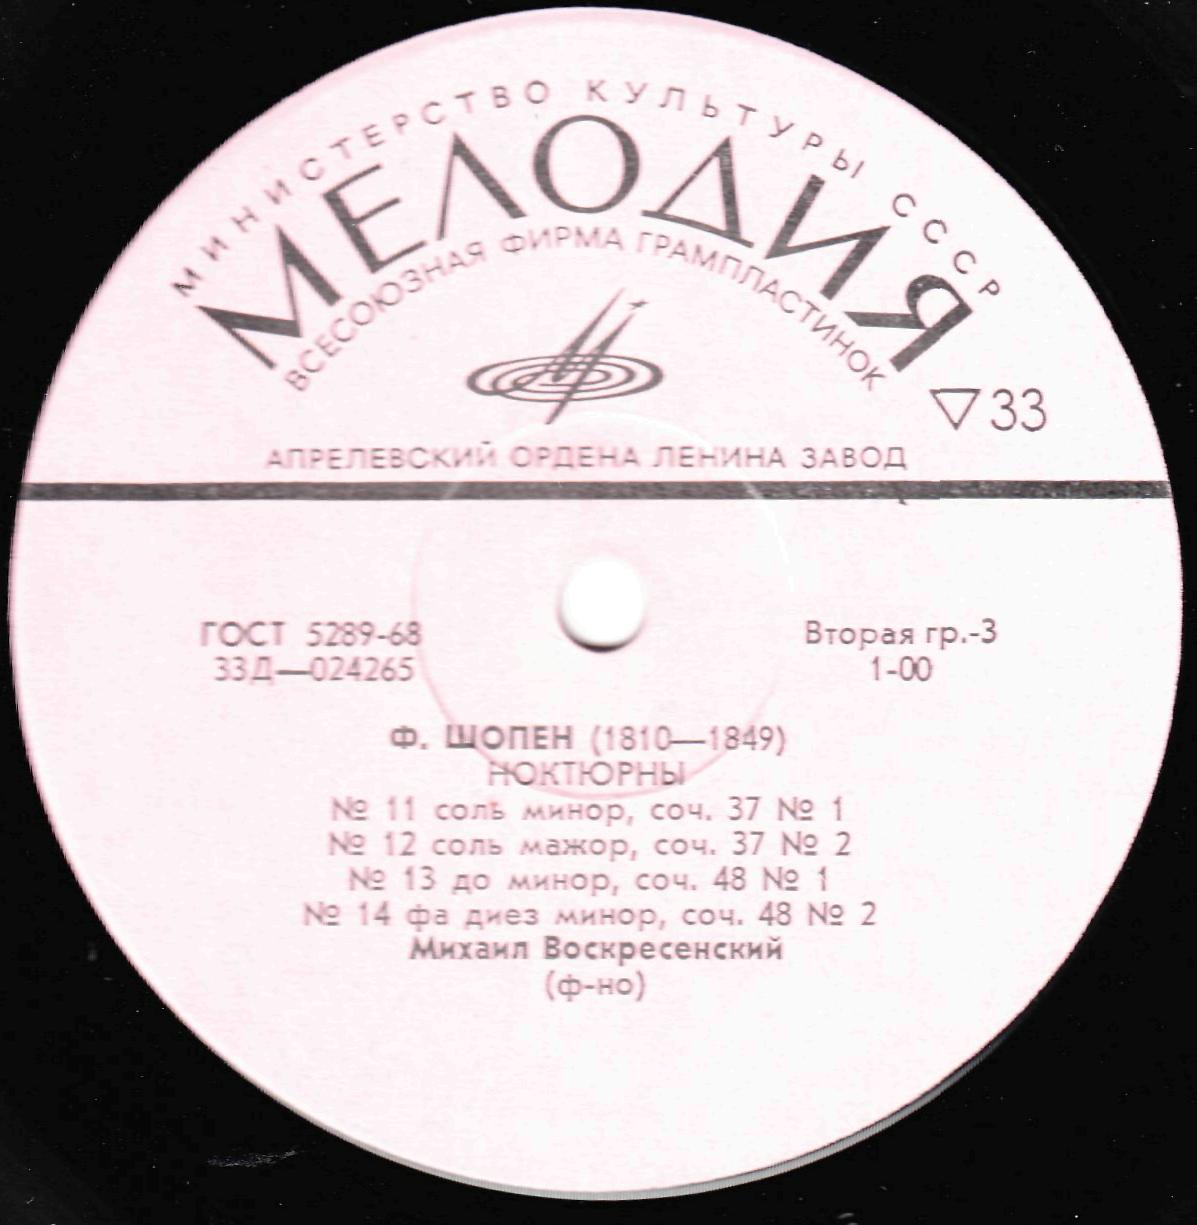 МИНИСТЕРСТВО КУЛЬТУРЫ СССР
МЕЛОДИЯ
ВСЕСОЮЗНАЯ ФИРМА ГРАМПЛАСТИНОК
33
АПРЕЛЕВСКИЙ ОРДЕНА ЛЕНИНА ЗАВОД
ГОСТ 5289-68
33Д—024265
Вторая гр.-3
1-00
Ф. ШОПЕН (1810—1849)
НОКТЮРНЫ
№ 11 соль минор, соч. 37 № 1
№ 12 соль мажор, соч. 37 № 2
№ 13 до минор, соч. 48 № 1
№ 14 фа диез минор, соч. 48 № 2
Михаил Воскресенский
(ф-но)